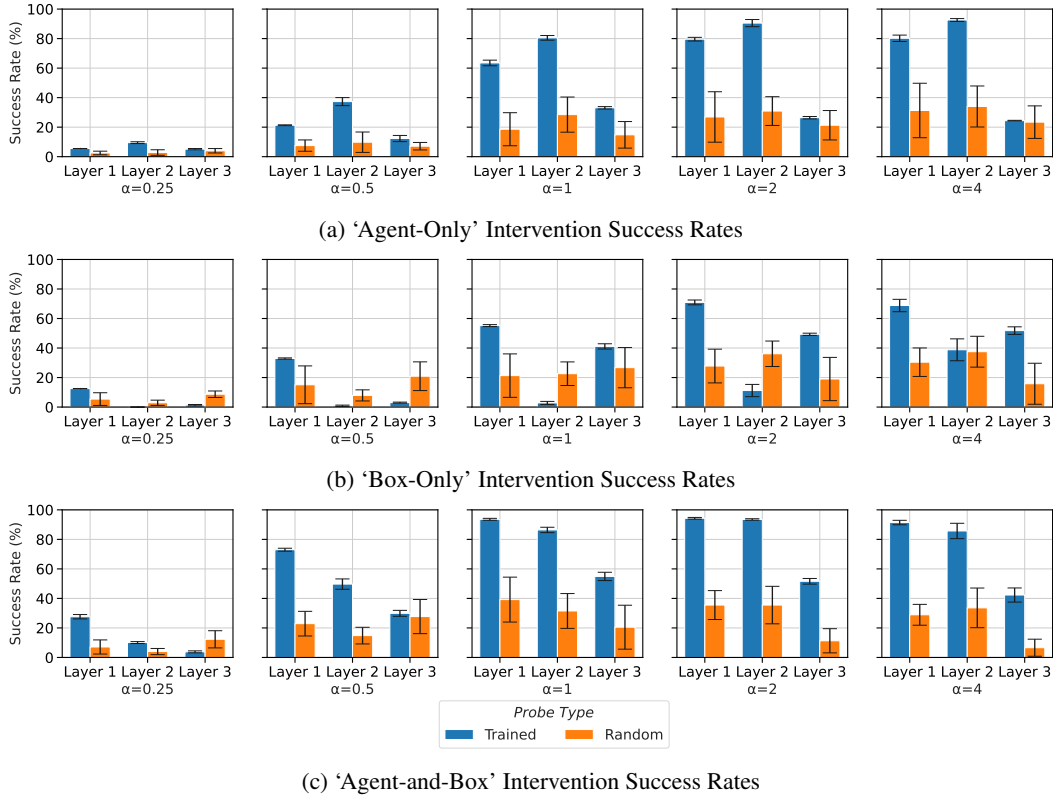 100
80
60
40
20
0
Success Rate (%)
Layer 1 Layer 2 Layer 3 Layer 1 Layer 2 Layer 3 Layer 1 Layer 2 Layer 3 Layer 1 Layer 2 Layer 3 Layer 1 Layer 2 Layer 3
α=0.25 α=0.5 α=1 α=2 α=4
(a) ‘Agent-Only’ Intervention Success Rates
100
80
60
40
20
0
Success Rate (%)
Layer 1 Layer 2 Layer 3 Layer 1 Layer 2 Layer 3 Layer 1 Layer 2 Layer 3 Layer 1 Layer 2 Layer 3 Layer 1 Layer 2 Layer 3
α=0.25 α=0.5 α=1 α=2 α=4
(b) ‘Box-Only’ Intervention Success Rates
100
80
60
40
20
0
Success Rate (%)
Layer 1 Layer 2 Layer 3 Layer 1 Layer 2 Layer 3 Layer 1 Layer 2 Layer 3 Layer 1 Layer 2 Layer 3 Layer 1 Layer 2 Layer 3
α=0.25 α=0.5 α=1 α=2 α=4
Probe Type
Trained Random
(c) ‘Agent-and-Box’ Intervention Success Rates